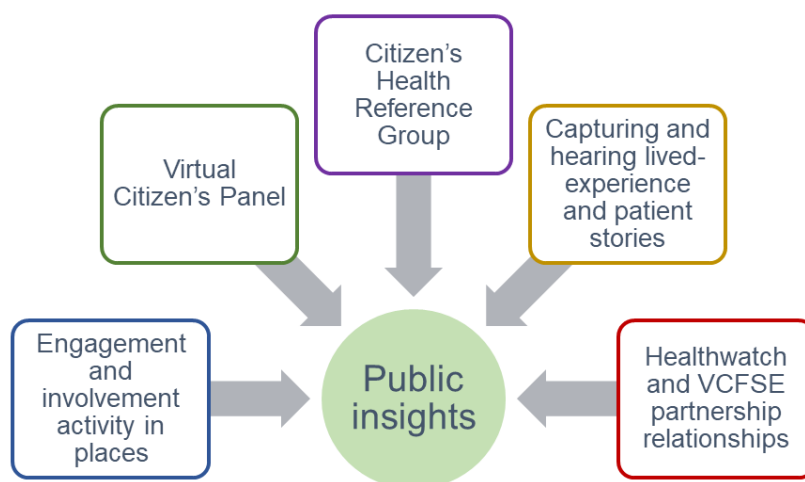 Citizen’s
Health
Reference
Group
Virtual
Citizen’s Panel
Capturing and
hearing lived-
experience
and patient
stories
Engagement
and
involvement
activity in
places
Public
insights
Healthwatch
and VCFSE
partnership
relationships